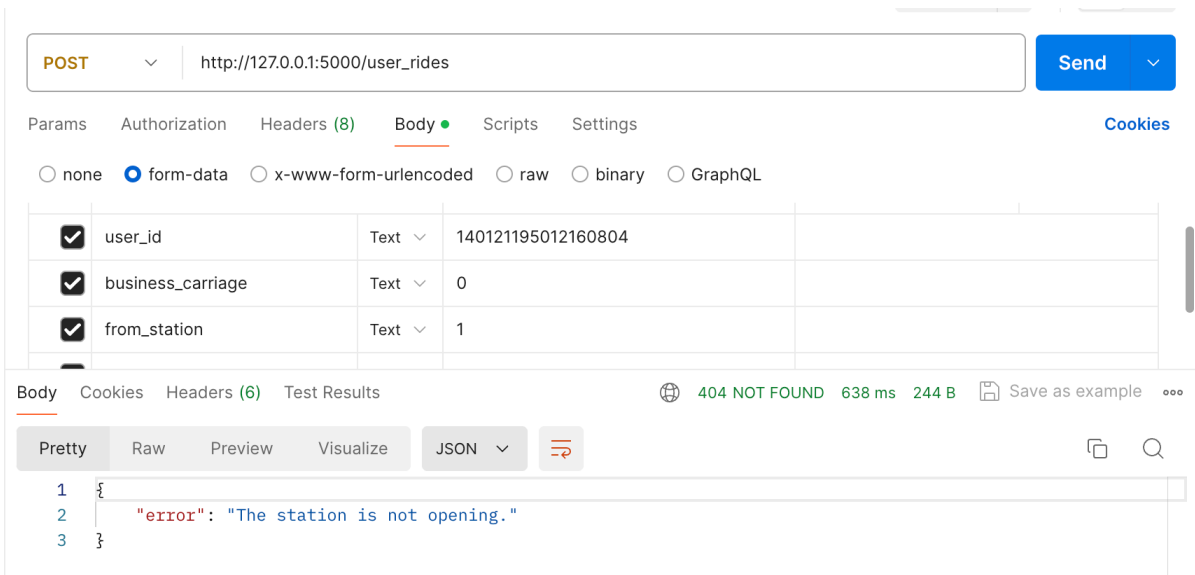 POST http://127.0.0.1:5000/user_rides Send
Params Authorization Headers (8) Body Scripts Settings Cookies
none form-data x-www-form-urlencoded raw binary GraphQL
user_id Text 140121195012160804
business_carriage Text 0
from_station Text 1
Body Cookies Headers (6) Test Results 404 NOT FOUND 638 ms 244 B Save as example
Pretty Raw Preview Visualize JSON
1 {
2 "error": "The station is not opening."
3 }